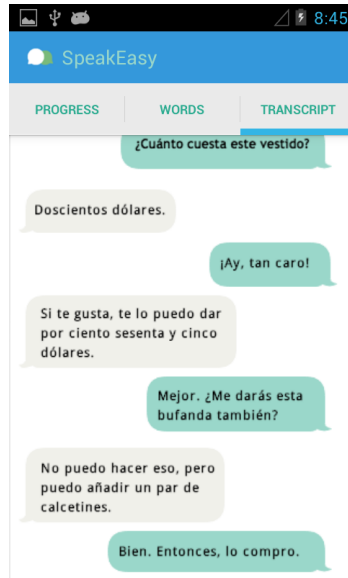 8:45
SpeakEasy
PROGRESS WORDS TRANSCRIPT
¿Cuánto cuesta este vestido?
Doscientos dólares.
¡Ay, tan caro!
Si te gusta, te lo puedo dar
por ciento sesenta y cinco
dólares.
Mejor. ¿Me darás esta
bufanda también?
No puedo hacer eso, pero
puedo añadir un par de
calcetines.
Bien. Entonces, lo compro.